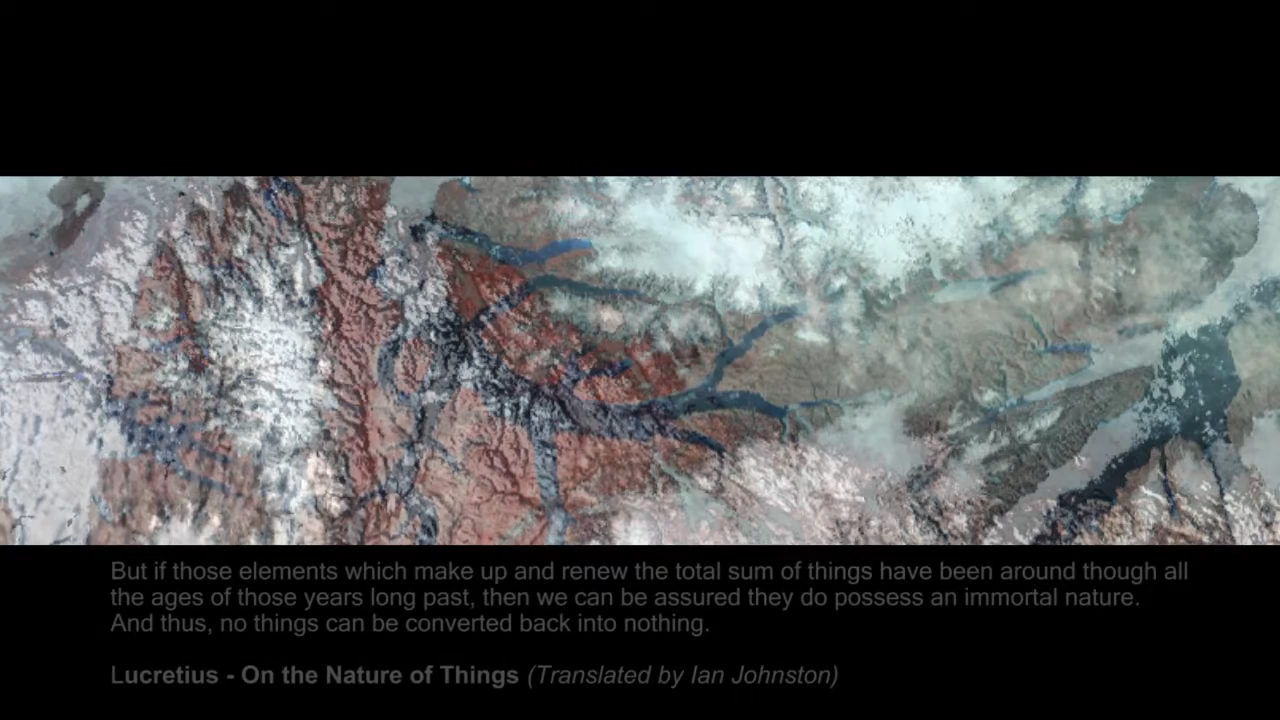 But if those elements which make up and renew the total sum of things have been around though all
the ages of those years long past, then we can be assured they do possess an immortal nature.
And thus, no things can be converted back into nothing.
Lucretius - On the Nature of Things (Translated by Ian Johnston)